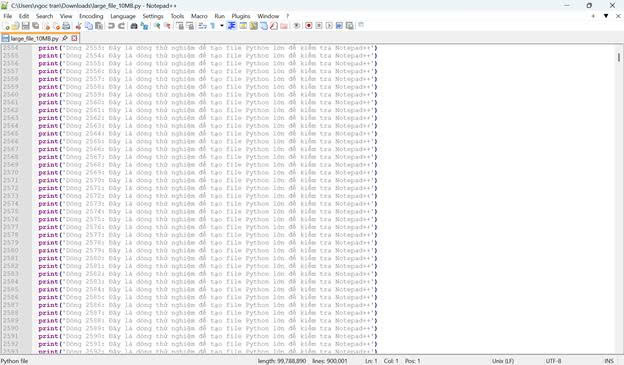 C:\Users\ngoc tran\Downloads\large_file_10MB.py - Notepad++
File Edit Search View Encoding Language Settings Tools Macro Run Plugins Window ?
large_file_10MB.py
2554 print("Dòng 2553: Đây là dòng thử nghiệm để tạo file Python lớn để kiểm tra Notepad++")
2555 print("Dòng 2554: Đây là dòng thử nghiệm để tạo file Python lớn để kiểm tra Notepad++")
2556 print("Dòng 2555: Đây là dòng thử nghiệm để tạo file Python lớn để kiểm tra Notepad++")
2557 print("Dòng 2556: Đây là dòng thử nghiệm để tạo file Python lớn để kiểm tra Notepad++")
2558 print("Dòng 2557: Đây là dòng thử nghiệm để tạo file Python lớn để kiểm tra Notepad++")
2559 print("Dòng 2558: Đây là dòng thử nghiệm để tạo file Python lớn để kiểm tra Notepad++")
2560 print("Dòng 2559: Đây là dòng thử nghiệm để tạo file Python lớn để kiểm tra Notepad++")
2561 print("Dòng 2560: Đây là dòng thử nghiệm để tạo file Python lớn để kiểm tra Notepad++")
2562 print("Dòng 2561: Đây là dòng thử nghiệm để tạo file Python lớn để kiểm tra Notepad++")
2563 print("Dòng 2562: Đây là dòng thử nghiệm để tạo file Python lớn để kiểm tra Notepad++")
2564 print("Dòng 2563: Đây là dòng thử nghiệm để tạo file Python lớn để kiểm tra Notepad++")
2565 print("Dòng 2564: Đây là dòng thử nghiệm để tạo file Python lớn để kiểm tra Notepad++")
2566 print("Dòng 2565: Đây là dòng thử nghiệm để tạo file Python lớn để kiểm tra Notepad++")
2567 print("Dòng 2566: Đây là dòng thử nghiệm để tạo file Python lớn để kiểm tra Notepad++")
2568 print("Dòng 2567: Đây là dòng thử nghiệm để tạo file Python lớn để kiểm tra Notepad++")
2569 print("Dòng 2568: Đây là dòng thử nghiệm để tạo file Python lớn để kiểm tra Notepad++")
2570 print("Dòng 2569: Đây là dòng thử nghiệm để tạo file Python lớn để kiểm tra Notepad++")
2571 print("Dòng 2570: Đây là dòng thử nghiệm để tạo file Python lớn để kiểm tra Notepad++")
2572 print("Dòng 2571: Đây là dòng thử nghiệm để tạo file Python lớn để kiểm tra Notepad++")
2573 print("Dòng 2572: Đây là dòng thử nghiệm để tạo file Python lớn để kiểm tra Notepad++")
2574 print("Dòng 2573: Đây là dòng thử nghiệm để tạo file Python lớn để kiểm tra Notepad++")
2575 print("Dòng 2574: Đây là dòng thử nghiệm để tạo file Python lớn để kiểm tra Notepad++")
2576 print("Dòng 2575: Đây là dòng thử nghiệm để tạo file Python lớn để kiểm tra Notepad++")
2577 print("Dòng 2576: Đây là dòng thử nghiệm để tạo file Python lớn để kiểm tra Notepad++")
2578 print("Dòng 2577: Đây là dòng thử nghiệm để tạo file Python lớn để kiểm tra Notepad++")
2579 print("Dòng 2578: Đây là dòng thử nghiệm để tạo file Python lớn để kiểm tra Notepad++")
2580 print("Dòng 2579: Đây là dòng thử nghiệm để tạo file Python lớn để kiểm tra Notepad++")
2581 print("Dòng 2580: Đây là dòng thử nghiệm để tạo file Python lớn để kiểm tra Notepad++")
2582 print("Dòng 2581: Đây là dòng thử nghiệm để tạo file Python lớn để kiểm tra Notepad++")
2583 print("Dòng 2582: Đây là dòng thử nghiệm để tạo file Python lớn để kiểm tra Notepad++")
2584 print("Dòng 2583: Đây là dòng thử nghiệm để tạo file Python lớn để kiểm tra Notepad++")
2585 print("Dòng 2584: Đây là dòng thử nghiệm để tạo file Python lớn để kiểm tra Notepad++")
2586 print("Dòng 2585: Đây là dòng thử nghiệm để tạo file Python lớn để kiểm tra Notepad++")
2587 print("Dòng 2586: Đây là dòng thử nghiệm để tạo file Python lớn để kiểm tra Notepad++")
2588 print("Dòng 2587: Đây là dòng thử nghiệm để tạo file Python lớn để kiểm tra Notepad++")
2589 print("Dòng 2588: Đây là dòng thử nghiệm để tạo file Python lớn để kiểm tra Notepad++")
2590 print("Dòng 2589: Đây là dòng thử nghiệm để tạo file Python lớn để kiểm tra Notepad++")
2591 print("Dòng 2590: Đây là dòng thử nghiệm để tạo file Python lớn để kiểm tra Notepad++")
2592 print("Dòng 2591: Đây là dòng thử nghiệm để tạo file Python lớn để kiểm tra Notepad++")
2593 print("Dòng 2592: Đây là dòng thử nghiệm để tạo file Python lớn để kiểm tra Notepad++")
Python file length: 99,788,890 lines: 900,001 Ln: 1 Col: 1 Pos: 1 Unix (LF) UTF-8 INS